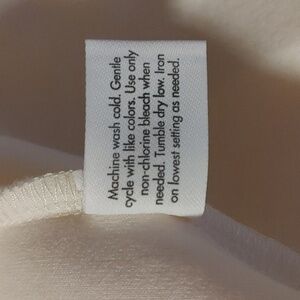 Machine wash cold. Gentle
cycle with like colors. Use only
non-chlorine bleach when
needed. Tumble dry low. Iron
on lowest setting as needed.